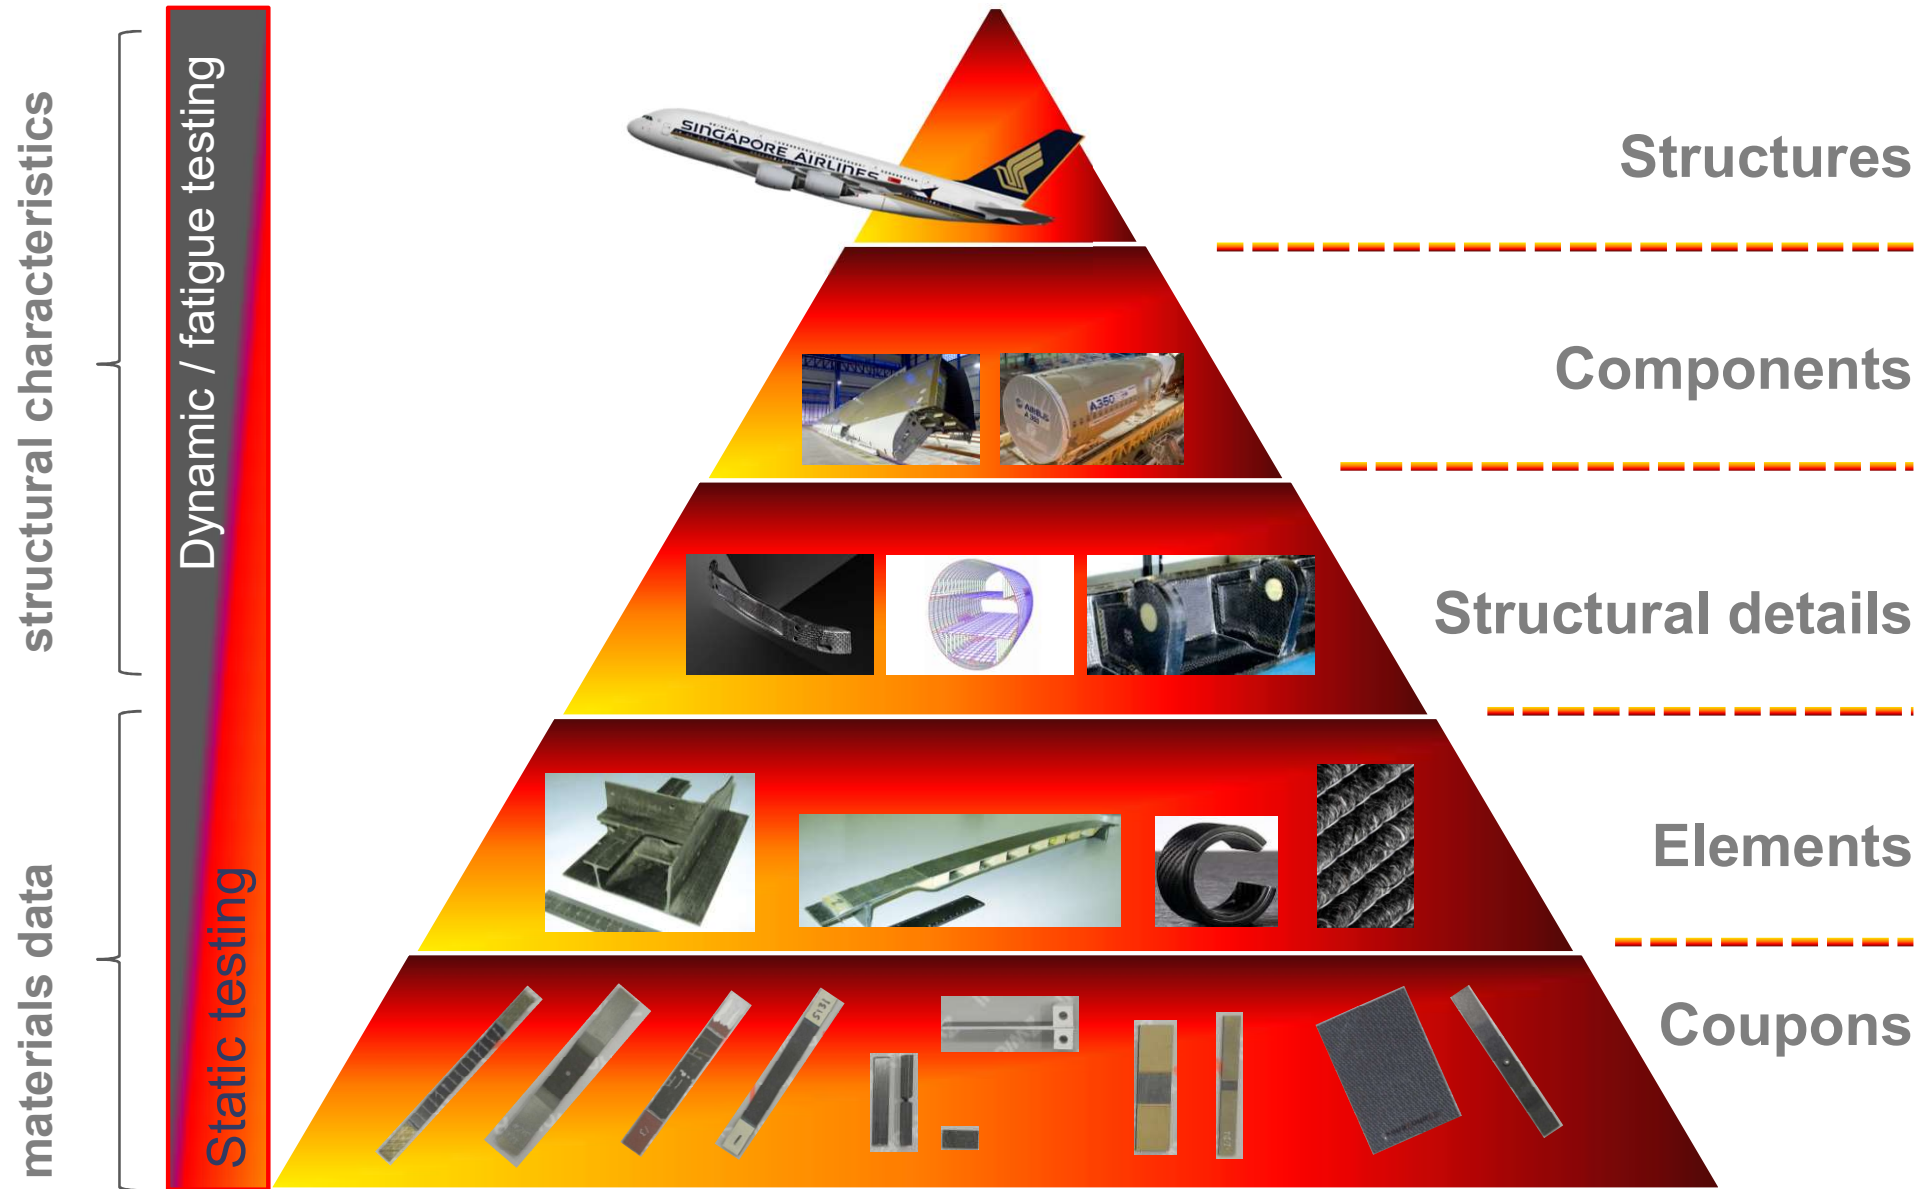 structural characteristics
materials data
Dynamic / fatigue testing
Static testing
SINGAPORE AIRLINES
Structures
AIRBUS
A350
Components
Structural details
Elements
Coupons